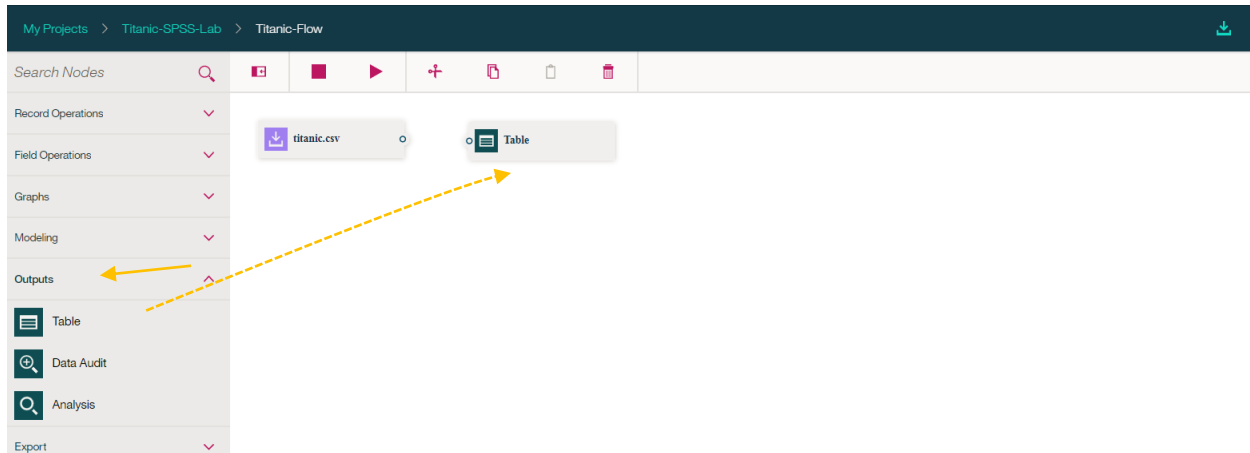 My Projects > Titanic-SPSS-Lab > Titanic-Flow
Search Nodes
Record Operations
Field Operations
Graphs
Modeling
Outputs
Table
Data Audit
Analysis
Export
titanic.csv
Table